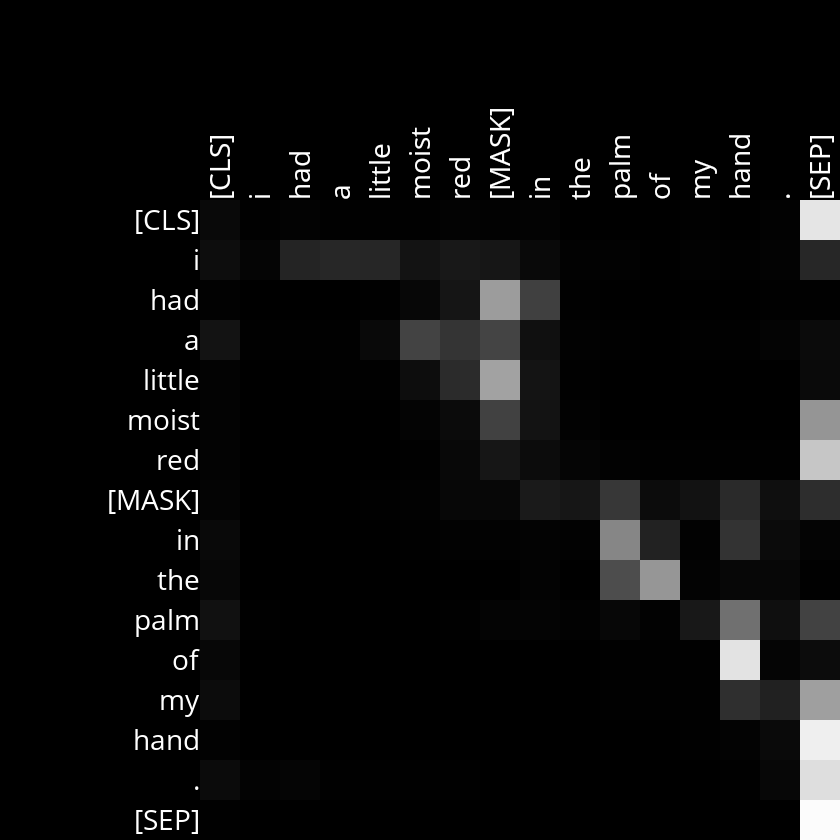 [CLS] i had a little moist red [MASK] in the palm of my hand . [SEP]
[CLS]
i
had
a
little
moist
red
[MASK]
in
the
palm
of
my
hand
.
[SEP]